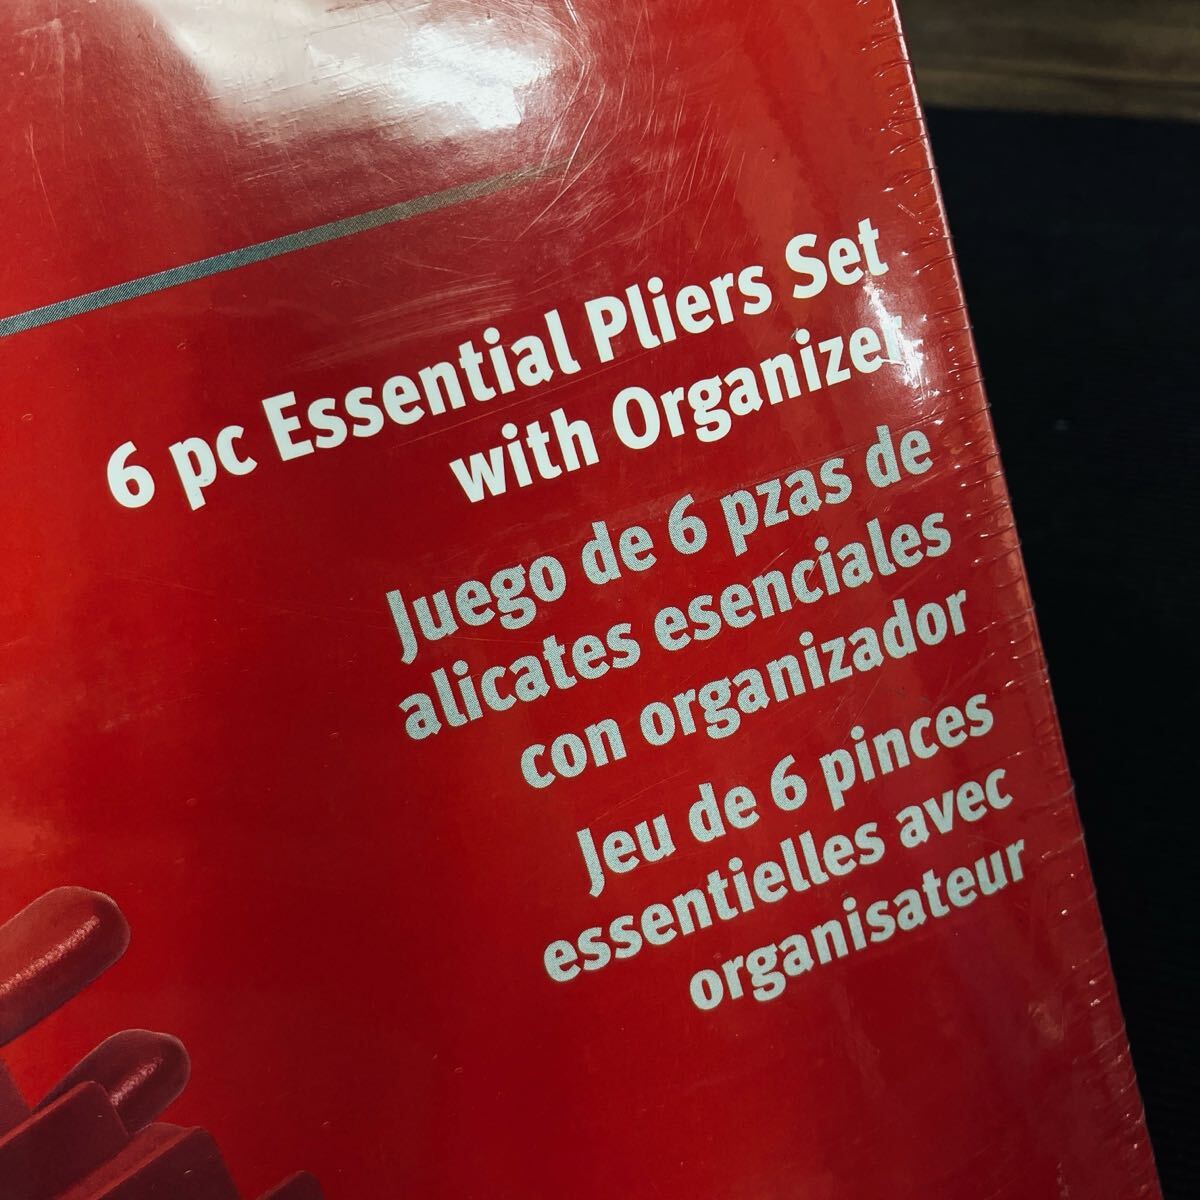 6 pc Essential Pliers Set
with Organizer
Juego de 6 pzas de
alicates esenciales
con organizador
Jeu de 6 pinces
essentielles avec
organisateur